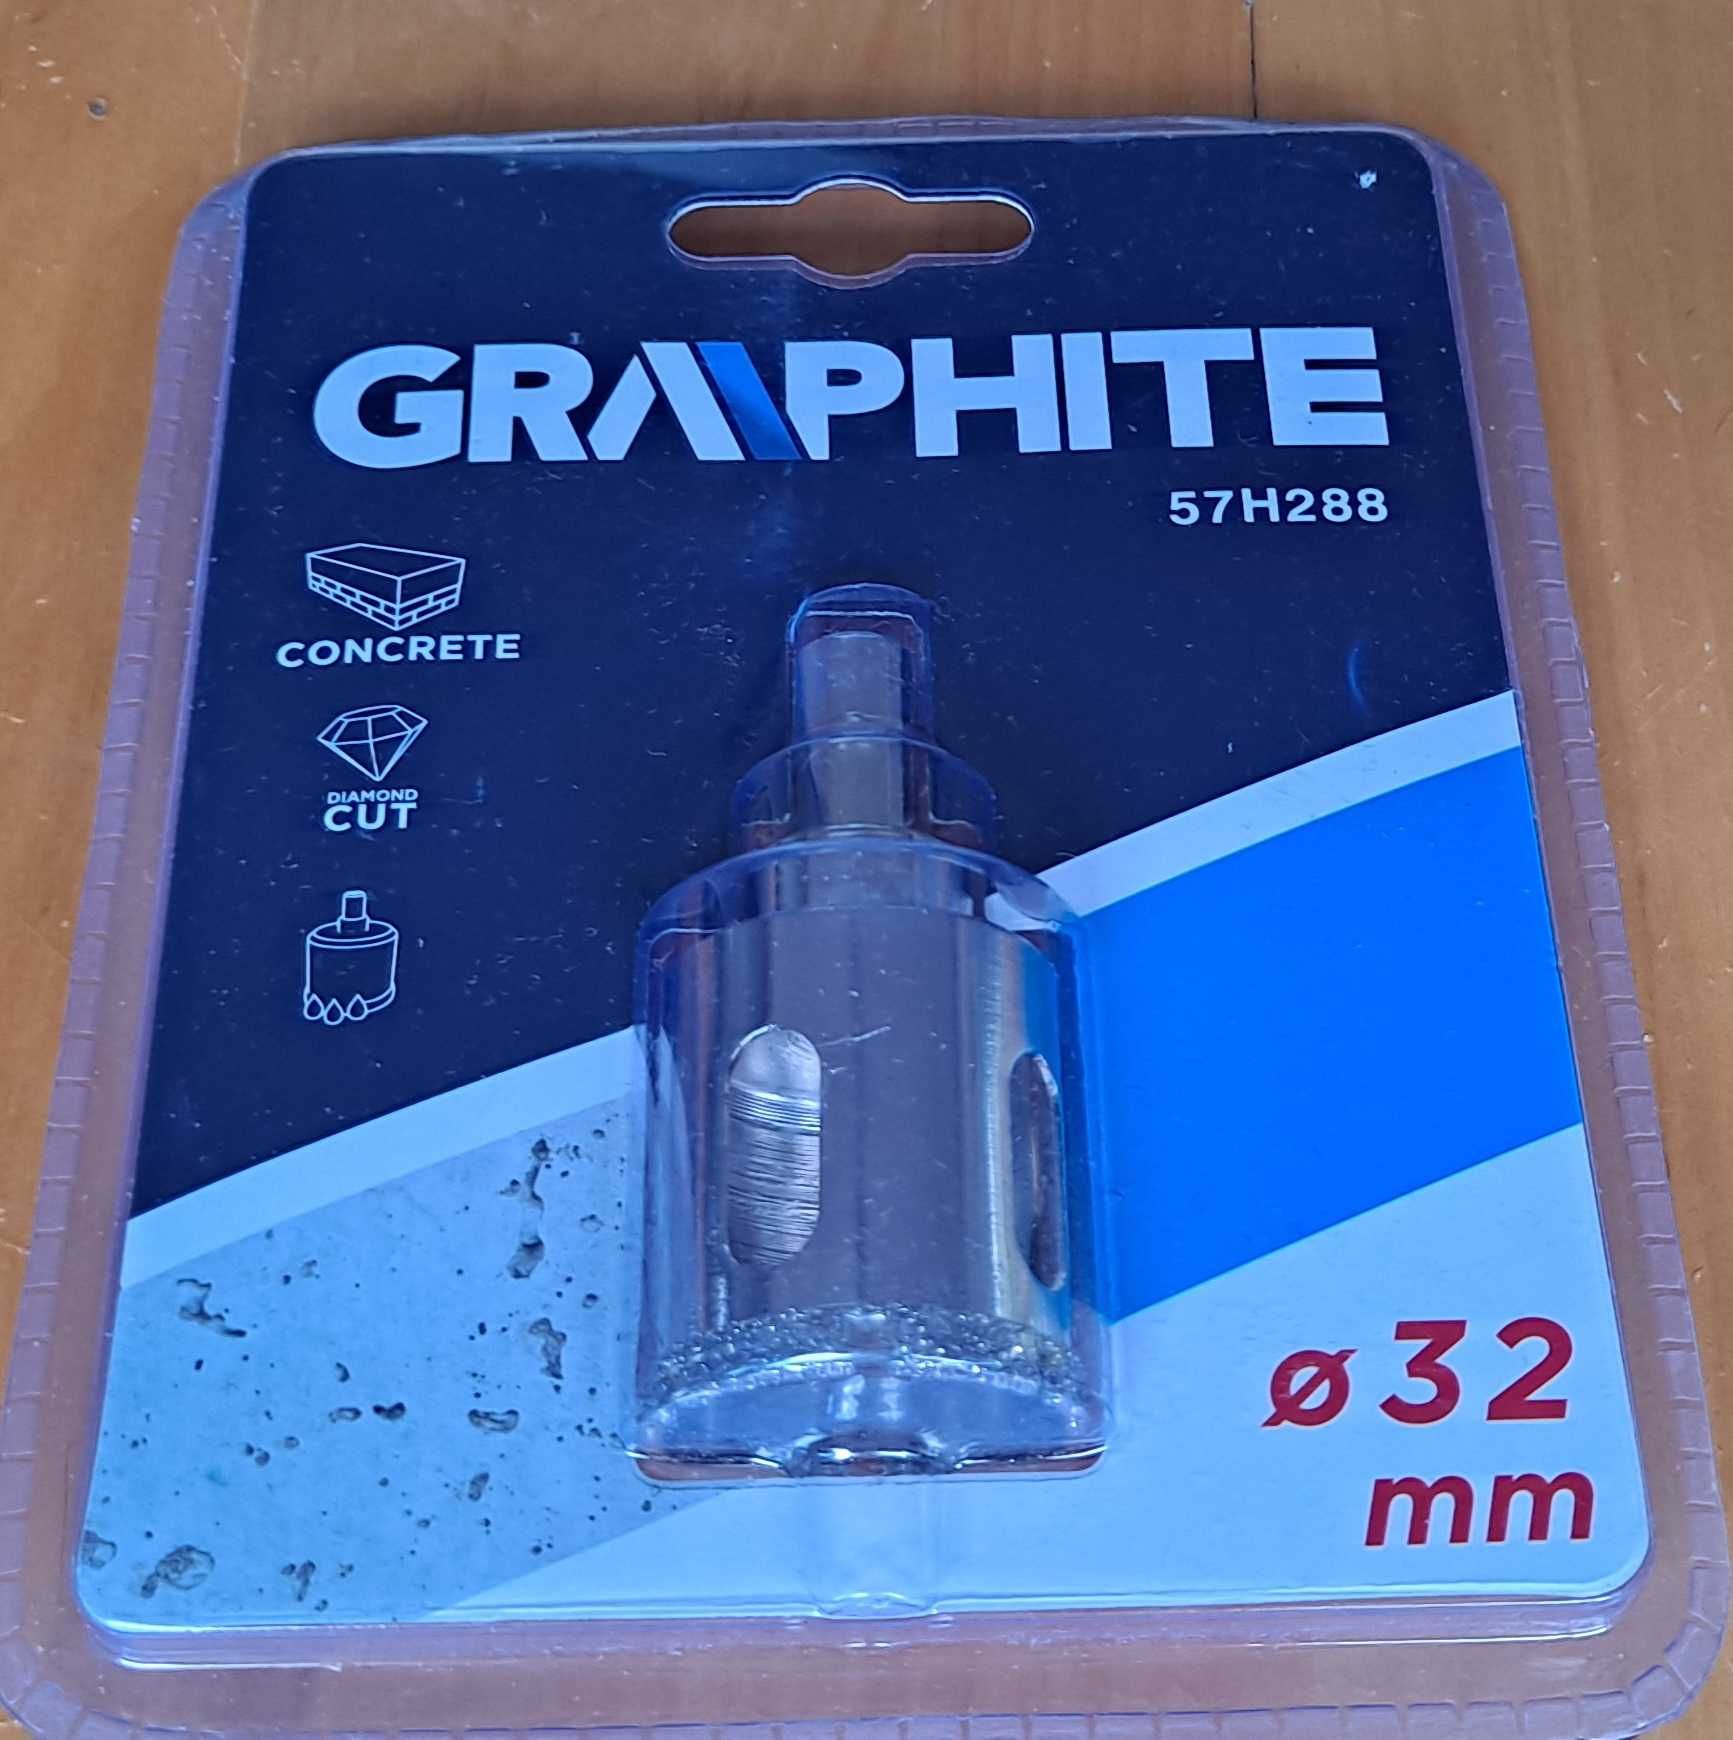 GRAPHITE
57H288
CONCRETE
DIAMOND
CUT
ø32
mm